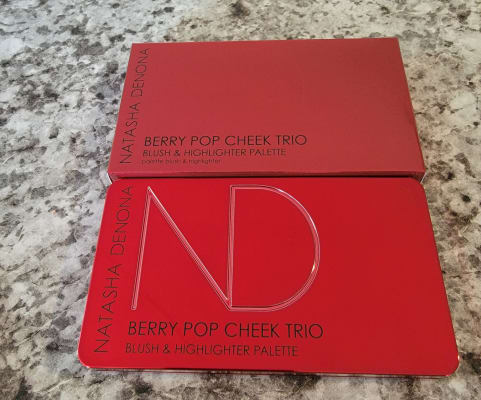 NATASHA DENONA
BERRY POP CHEEK TRIO
BLUSH & HIGHLIGHTER PALETTE
palette blush & highlighter
NATASHA DENONA
ND
BERRY POP CHEEK TRIO
BLUSH & HIGHLIGHTER PALETTE